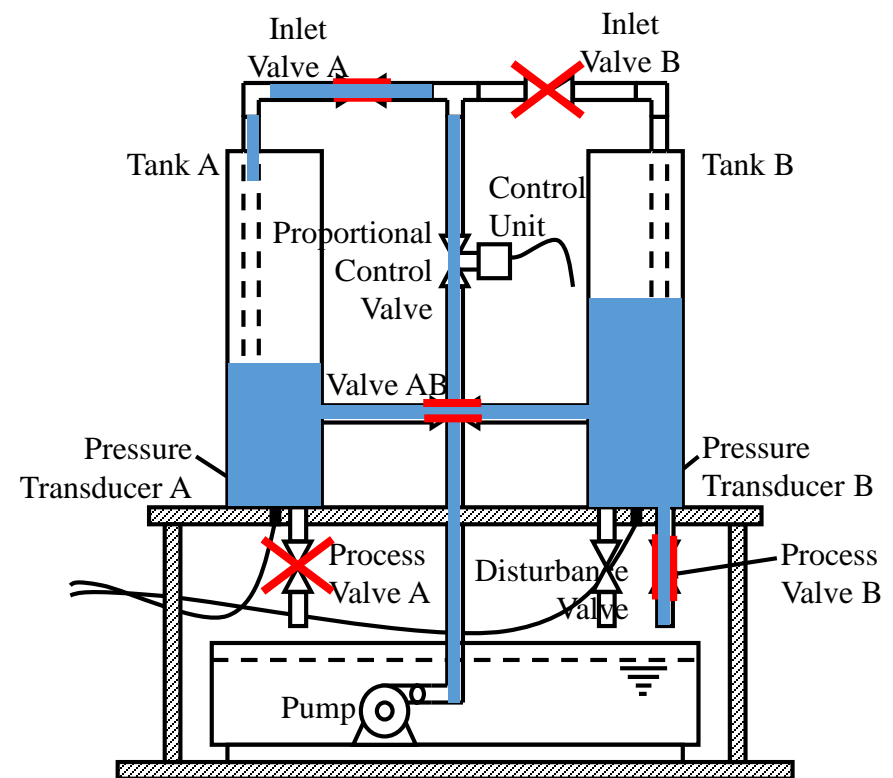 Inlet
Valve A
Inlet
Valve B
Tank A
Tank B
Control
Unit
Proportional
Control
Valve
Valve AB
Pressure
Transducer A
Pressure
Transducer B
Process
Valve A
Disturbance
Valve
Process
Valve B
Pump